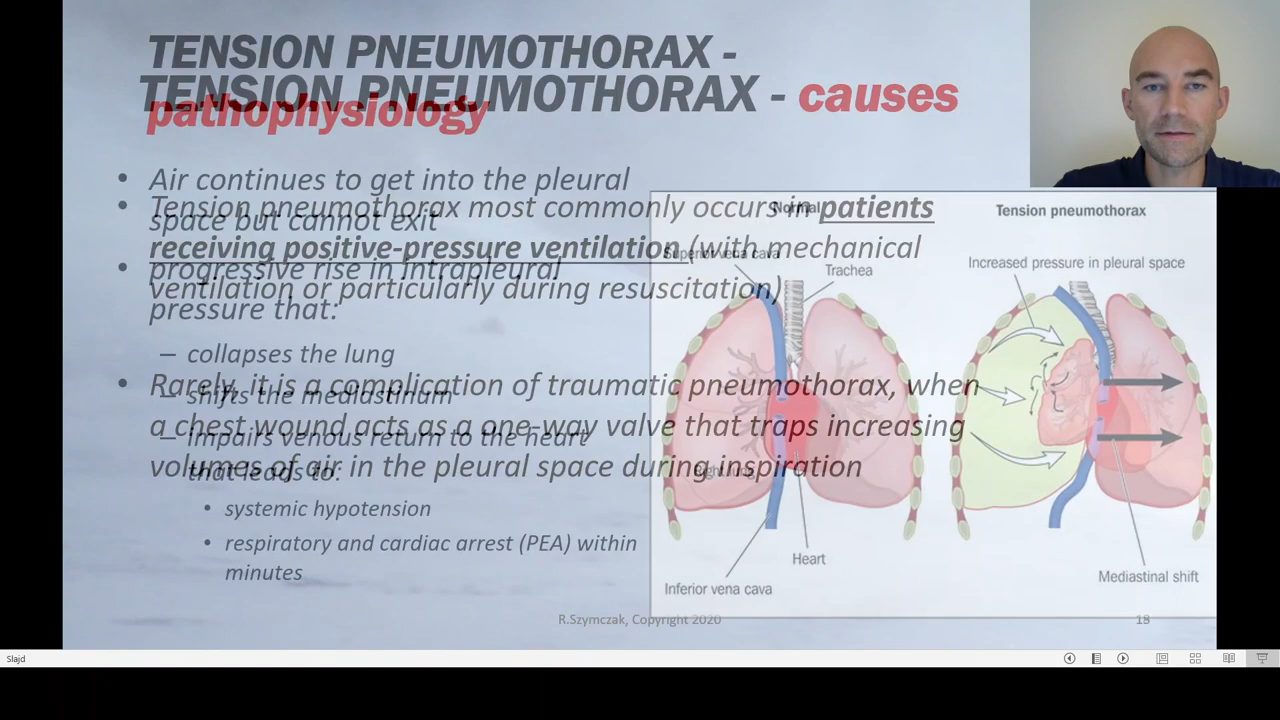 TENSION PNEUMOTHORAX -
pathophysiology
• Air continues to get into the pleural
space but cannot exit
• progressive rise in intrapleural
pressure that:
– collapses the lung
– shifts the mediastinum
– impairs venous return to the heart
that leads to:
• systemic hypotension
• respiratory and cardiac arrest (PEA) within
minutes
TENSION PNEUMOTHORAX - causes
• Tension pneumothorax most commonly occurs in patients
receiving positive-pressure ventilation (with mechanical
ventilation or particularly during resuscitation)
• Rarely, it is a complication of traumatic pneumothorax, when
a chest wound acts as a one-way valve that traps increasing
volumes of air in the pleural space during inspiration
Normal
Superior vena cava
Trachea
Right lung
Heart
Inferior vena cava
Tension pneumothorax
Increased pressure in pleural space
Mediastinal shift
R.Szymczak, Copyright 2020
18
Slajd